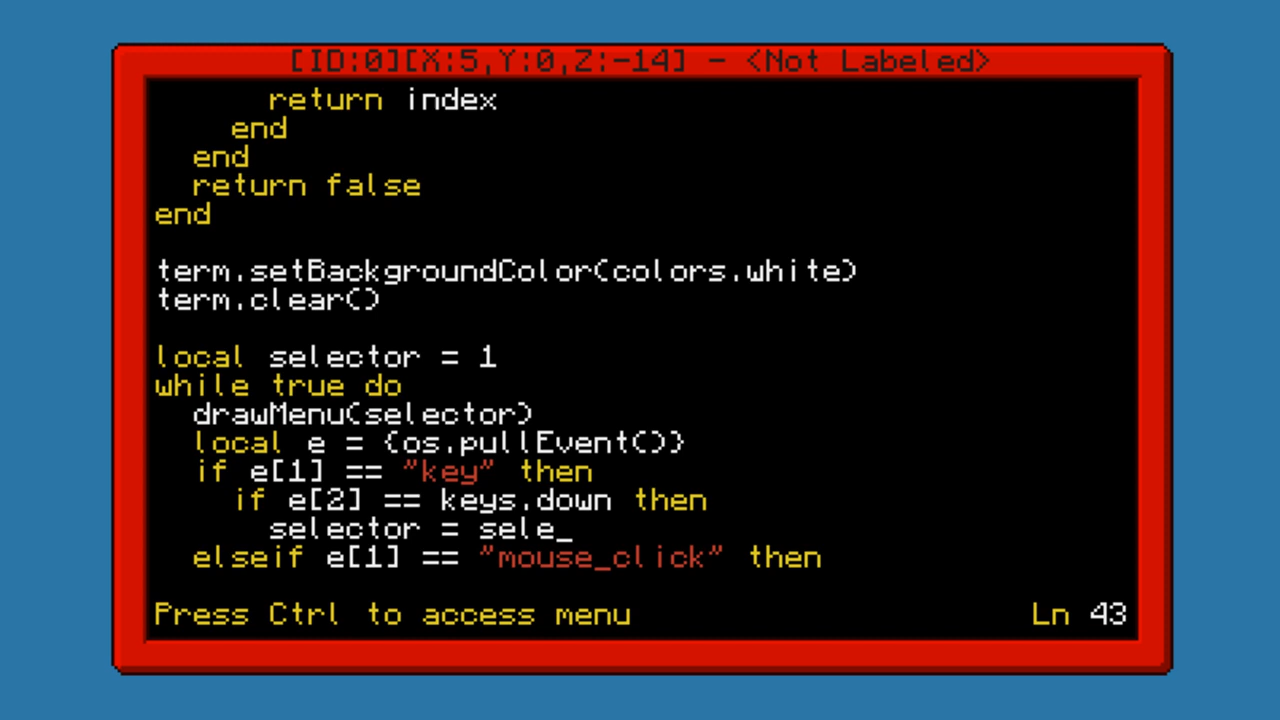 [ID:0][X:5,Y:0,Z:-14] - <Not Labeled>
      return index
    end
  end
  return false
end
term.setBackgroundColor(colors.white)
term.clear()
local selector = 1
while true do
  drawMenu(selector)
  local e = {os.pullEvent()}
  if e[1] == "key" then
    if e[2] == keys.down then
      selector = sele_
  elseif e[1] == "mouse_click" then
Press Ctrl to access menu Ln 43